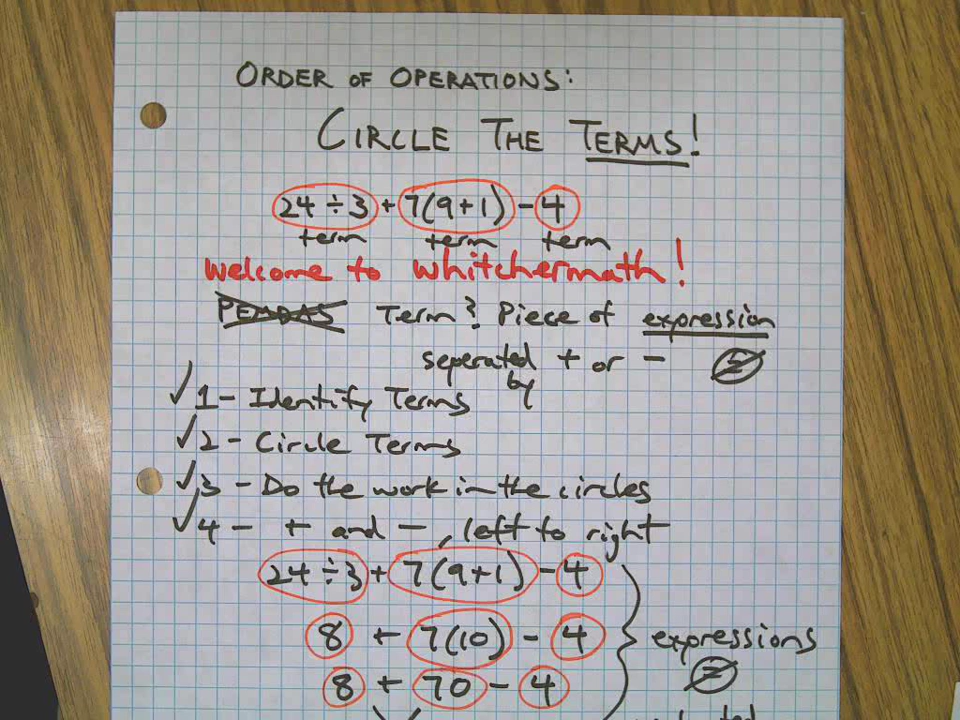 ORDER OF OPERATIONS:
CIRCLE THE TERMS!
24 ÷ 3 + 7(9+1) - 4
term term term
welcome to whitchermath!
PEMDAS Term? Piece of expression
seperated by + or - =
✓ 1 - Identify Terms
✓ 2 - Circle Terms
✓ 3 - Do the work in the circles
✓ 4 - + and -, left to right
24 ÷ 3 + 7(9+1) - 4
8 + 7(10) - 4 expressions
8 + 70 - 4 =